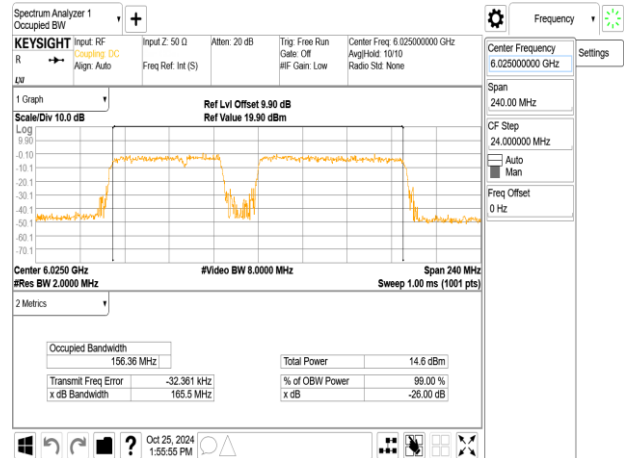 Spectrum Analyzer 1
Occupied BW
KEYSIGHT
R
LXI
Input: RF
Coupling: DC
Align: Auto
Input Z: 50 Ω
Freq Ref: Int (S)
Atten: 20 dB
Trig: Free Run
Gate: Off
#IF Gain: Low
Center Freq: 6.025000000 GHz
Avg|Hold: 10/10
Radio Std: None
1 Graph
Scale/Div 10.0 dB
Ref Lvl Offset 9.90 dB
Ref Value 19.90 dBm
Log
9.90
-0.10
-10.1
-20.1
-30.1
-40.1
-50.1
-60.1
-70.1
Center 6.0250 GHz
#Res BW 2.0000 MHz
#Video BW 8.0000 MHz
Span 240 MHz
Sweep 1.00 ms (1001 pts)
2 Metrics
Occupied Bandwidth
156.36 MHz
Transmit Freq Error -32.361 kHz
x dB Bandwidth 165.5 MHz
Total Power 14.6 dBm
% of OBW Power 99.00 %
x dB -26.00 dB
Oct 25, 2024
1:55:55 PM
Frequency
Center Frequency
6.025000000 GHz
Span
240.00 MHz
CF Step
24.000000 MHz
Auto
Man
Freq Offset
0 Hz
Settings